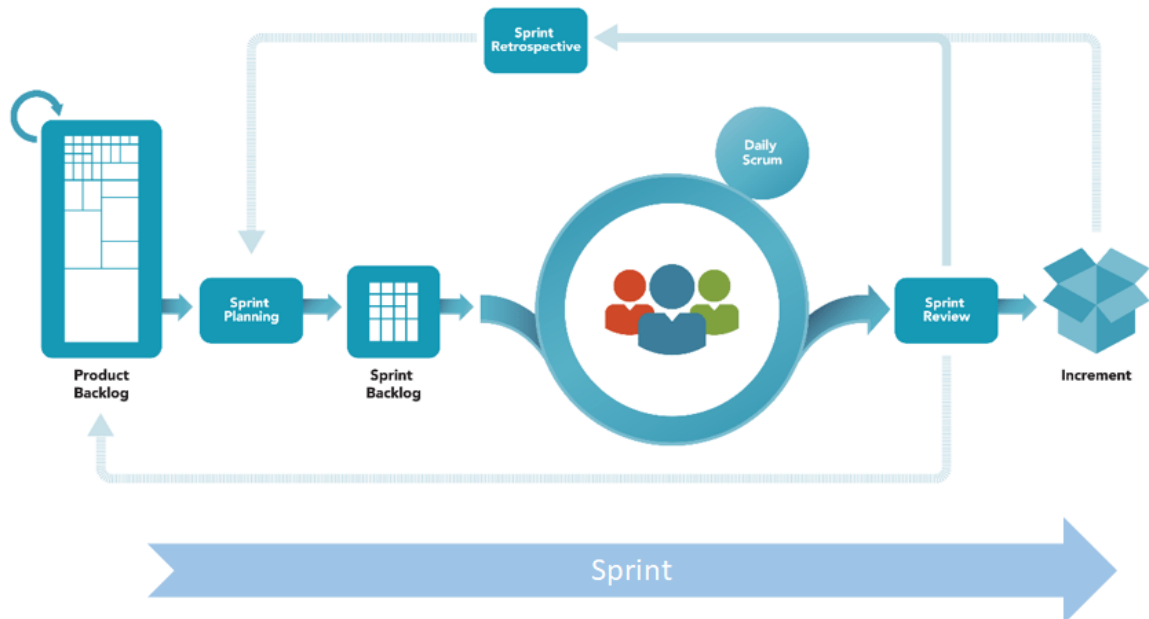 Sprint
Retrospective
Daily
Scrum
Sprint
Planning
Sprint
Review
Product
Backlog
Sprint
Backlog
Increment
Sprint